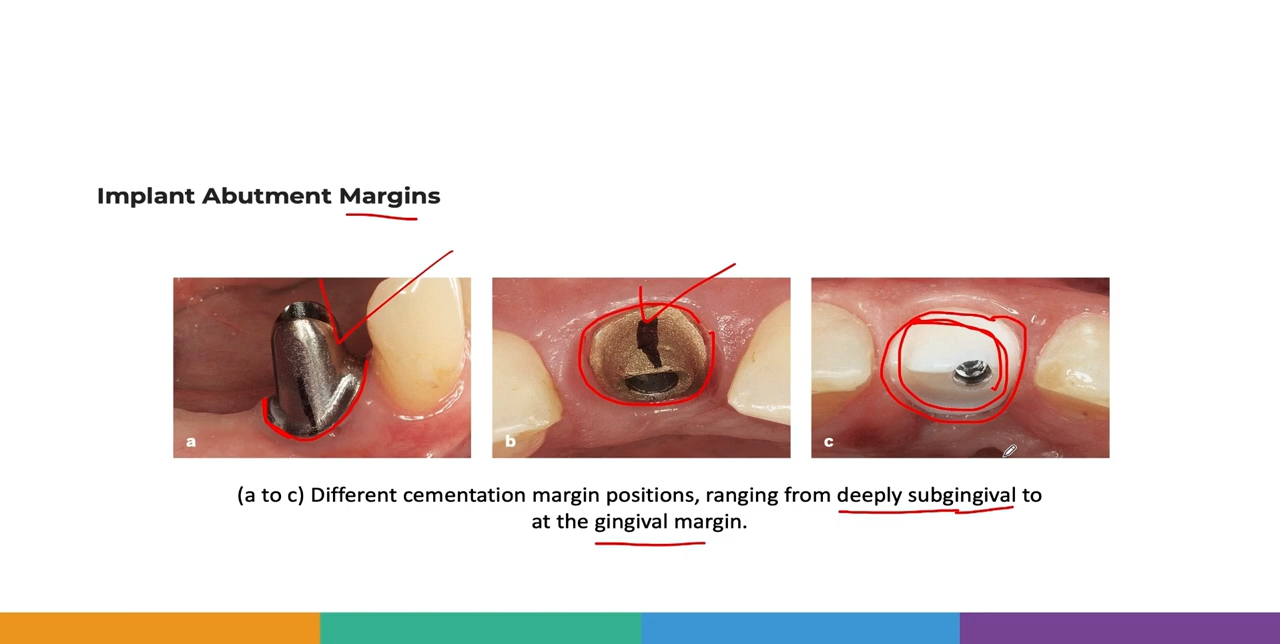 Implant Abutment Margins
a
b
c
(a to c) Different cementation margin positions, ranging from deeply subgingival to
at the gingival margin.